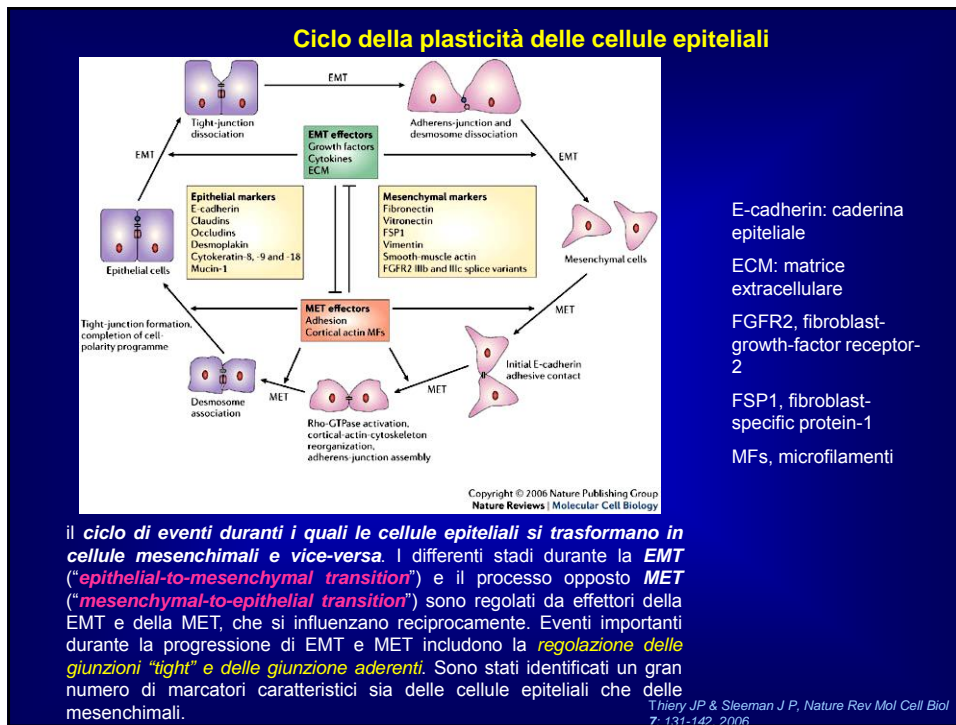 Ciclo della plasticità delle cellule epiteliali
EMT
Tight-junction
dissociation
Adherens-junction and
desmosome dissociation
EMT
EMT effectors
Growth factors
Cytokines
ECM
EMT
Epithelial markers
E-cadherin
Claudins
Occludins
Desmoplakin
Cytokeratin-8, -9 and -18
Mucin-1
Mesenchymal markers
Fibronectin
Vitronectin
FSP1
Vimentin
Smooth-muscle actin
FGFR2 IIIb and IIIc splice variants
Epithelial cells
Mesenchymal cells
MET effectors
Adhesion
Cortical actin MFs
MET
Tight-junction formation,
completion of cell-
polarity programme
Initial E-cadherin
adhesive contact
MET
MET
Desmosome
association
Rho-GTPase activation,
cortical-actin-cytoskeleton
reorganization,
adherens-junction assembly
Copyright © 2006 Nature Publishing Group
Nature Reviews | Molecular Cell Biology
E-cadherin: caderina
epiteliale
ECM: matrice
extracellulare
FGFR2, fibroblast-
growth-factor receptor-
2
FSP1, fibroblast-
specific protein-1
MFs, microfilamenti
il ciclo di eventi duranti i quali le cellule epiteliali si trasformano in
cellule mesenchimali e vice-versa. I differenti stadi durante la EMT
("epithelial-to-mesenchymal transition") e il processo opposto MET
("mesenchymal-to-epithelial transition") sono regolati da effettori della
EMT e della MET, che si influenzano reciprocamente. Eventi importanti
durante la progressione di EMT e MET includono la regolazione delle
giunzioni "tight" e delle giunzione aderenti. Sono stati identificati un gran
numero di marcatori caratteristici sia delle cellule epiteliali che delle
mesenchimali.
Thiery JP & Sleeman J P, Nature Rev Mol Cell Biol
7: 131-142, 2006